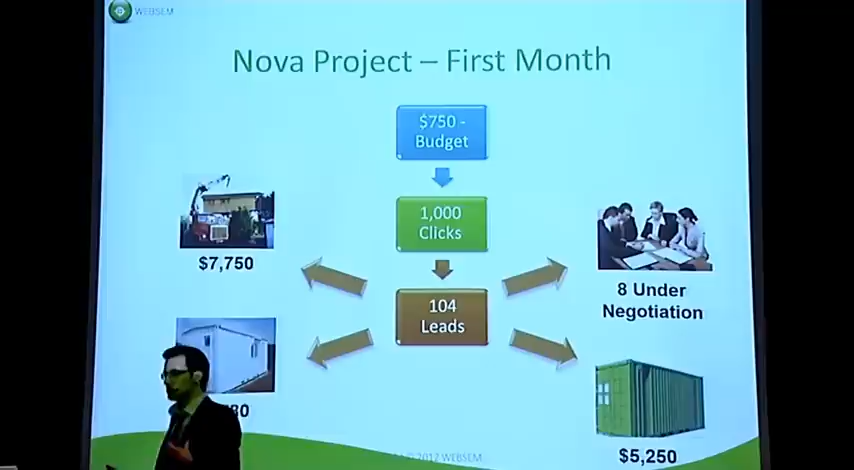 WEBSEM
Nova Project – First Month
$750 -
Budget
1,000
Clicks
104
Leads
$7,750
8 Under
Negotiation
$5,250
© 2012 WEBSEM